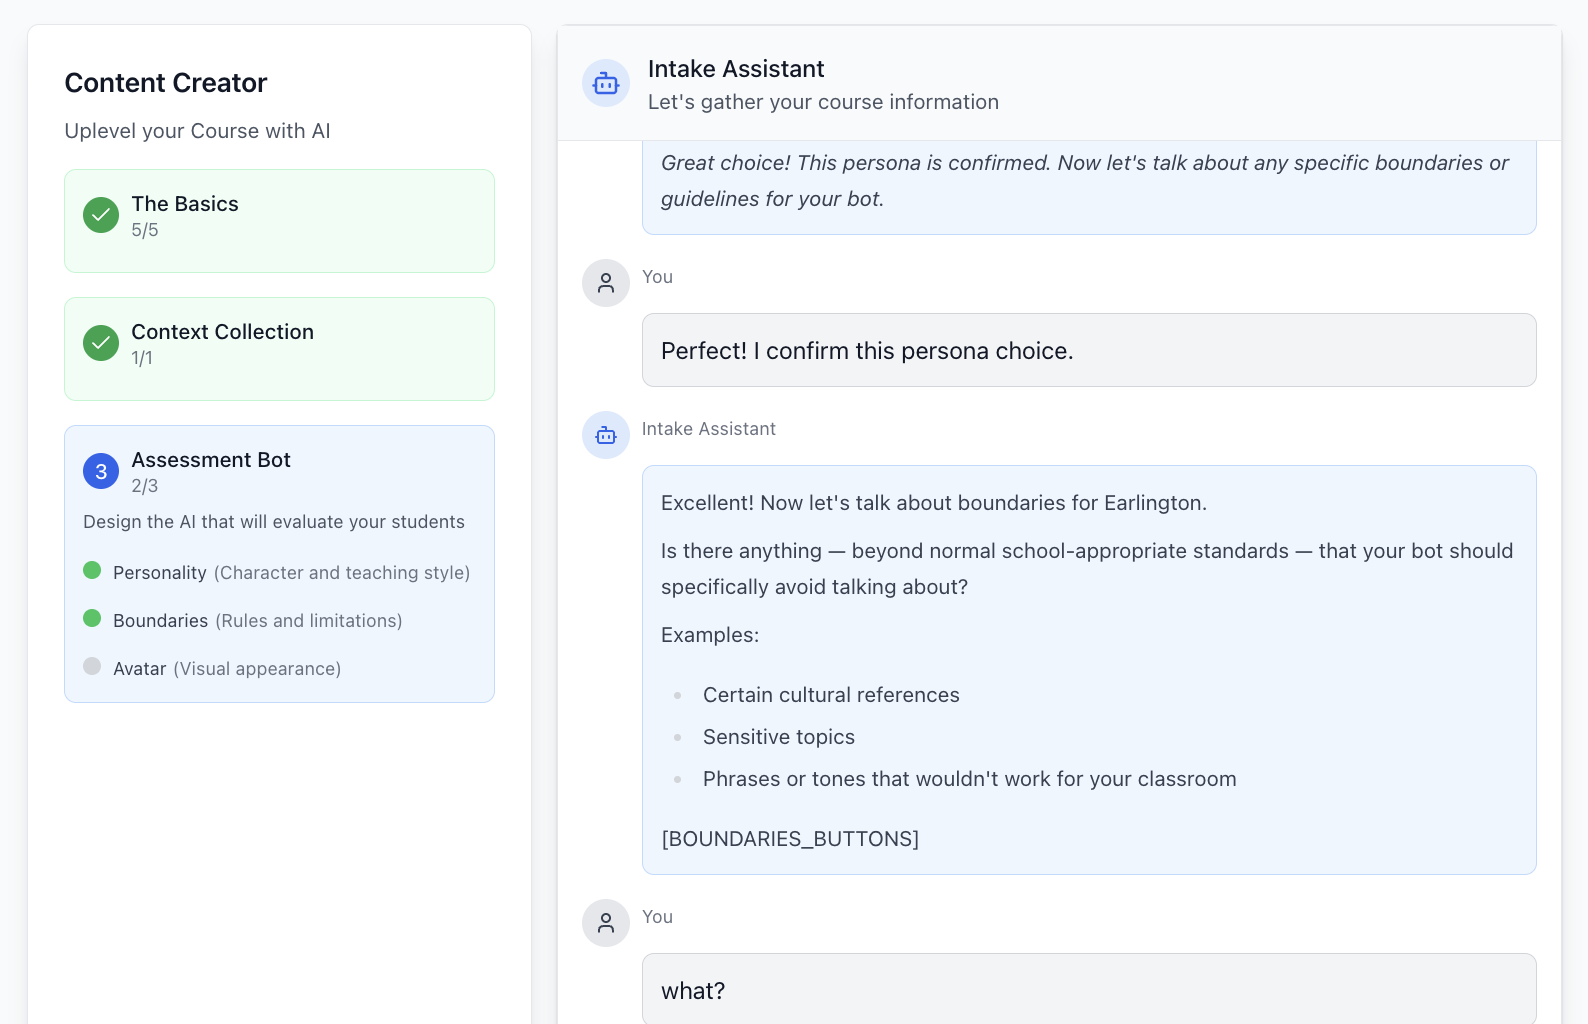 Content Creator
Uplevel your Course with AI
The Basics
5/5
Context Collection
1/1
3
Assessment Bot
2/3
Design the AI that will evaluate your students
Personality (Character and teaching style)
Boundaries (Rules and limitations)
Avatar (Visual appearance)
Intake Assistant
Let's gather your course information
Great choice! This persona is confirmed. Now let's talk about any specific boundaries or
guidelines for your bot.
You
Perfect! I confirm this persona choice.
Intake Assistant
Excellent! Now let's talk about boundaries for Earlington.
Is there anything — beyond normal school-appropriate standards — that your bot should
specifically avoid talking about?
Examples:
Certain cultural references
Sensitive topics
Phrases or tones that wouldn't work for your classroom
[BOUNDARIES_BUTTONS]
You
what?